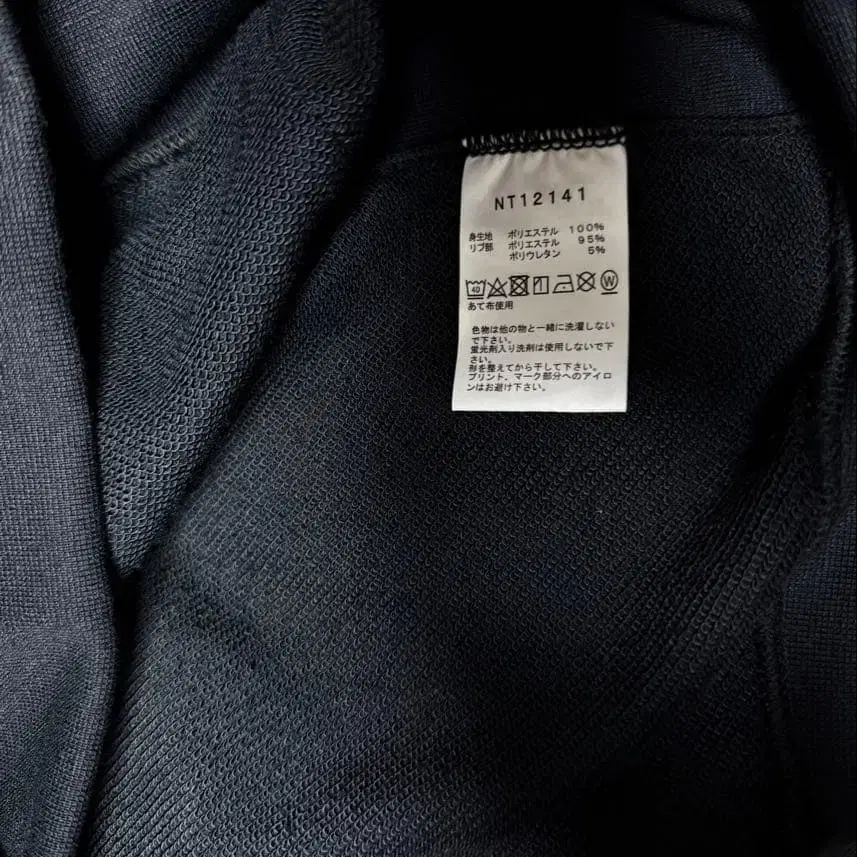 NT12141
身生地 ポリエステル 100%
リブ部 ポリエステル 95%
ポリウレタン 5%
40 W
あて布使用
色物は他の物と一緒に洗濯しない
で下さい。
蛍光剤入り洗剤は使用しないで下
さい。
形を整えてから干して下さい。
プリント、マーク部分へのアイロ
ンはお避け下さい。